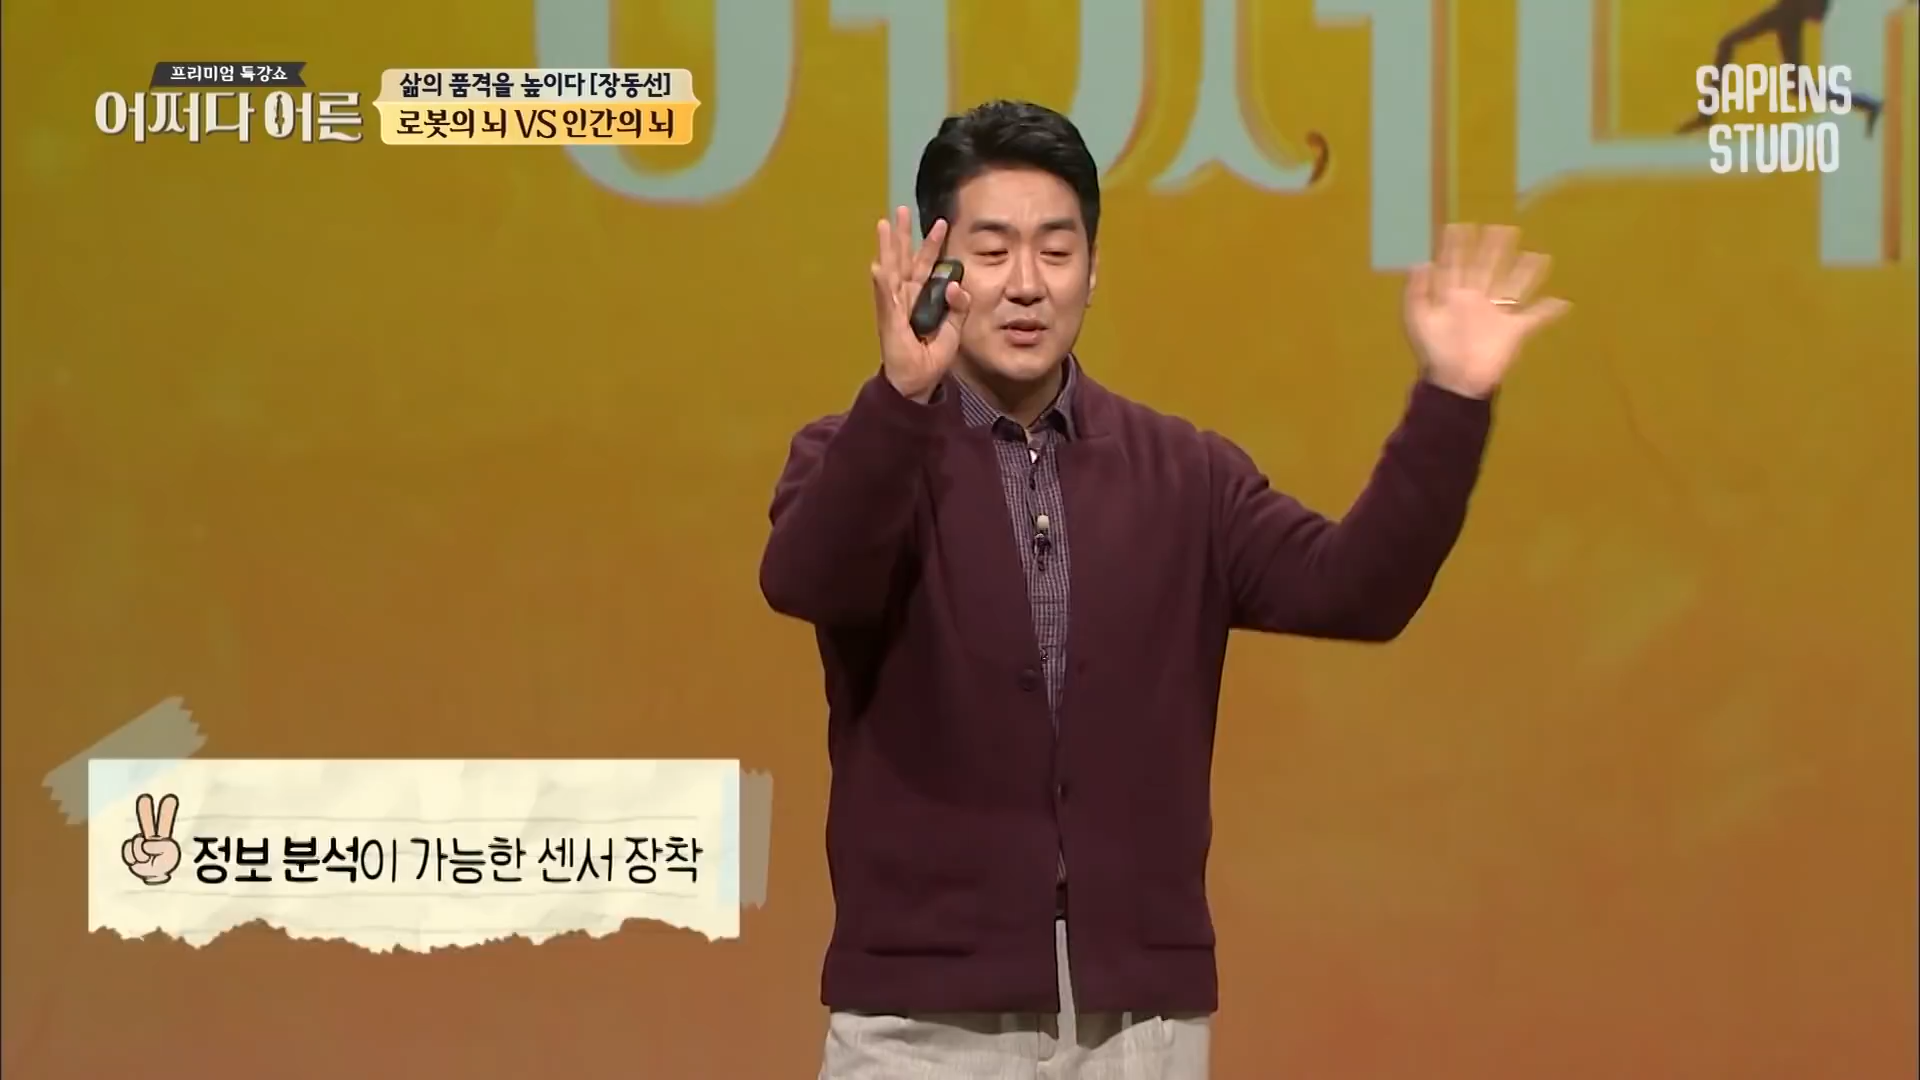 프리미엄 특강쇼
어쩌다 어른
삶의 품격을 높이다 [장동선]
로봇의 뇌 VS 인간의 뇌
SAPIENS
STUDIO
정보 분석이 가능한 센서 장착